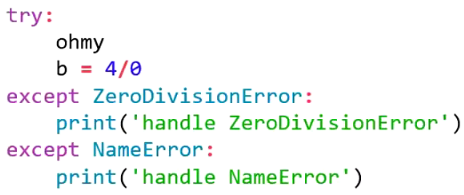 try:
    ohmy
    b = 4/0
except ZeroDivisionError:
    print('handle ZeroDivisionError')
except NameError:
    print('handle NameError')